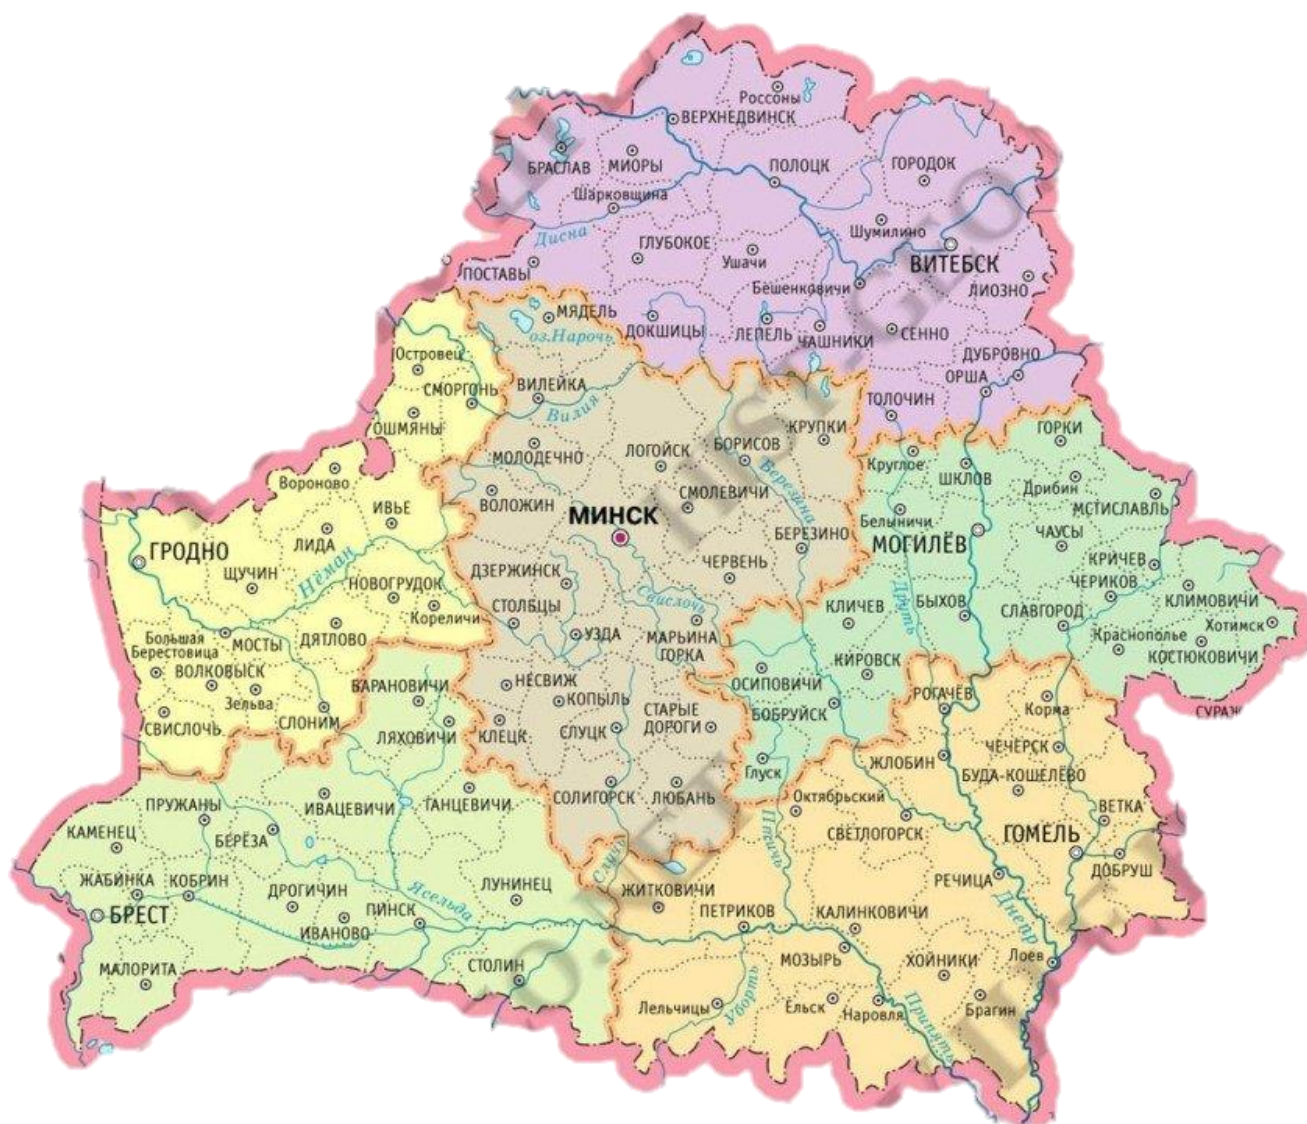 Россоны
ВЕРХНЕДВИНСК
БРАСЛАВ
МИОРЫ
ПОЛОЦК
ГОРОДОК
Шарковщина
Дисна
Шумилино
ГЛУБОКОЕ
Ушачи
ВИТЕБСК
ПОСТАВЫ
Бешенковичи
ЛИОЗНО
МЯДЕЛЬ
оз.Нарочь
ДОКШИЦЫ
ЛЕПЕЛЬ
ЧАШНИКИ
СЕННО
ДУБРОВНО
ОРША
Островец
СМОРГОНЬ
ВИЛЕЙКА
Вилия
ТОЛОЧИН
ОШМЯНЫ
КРУПКИ
ГОРКИ
МОЛОДЕЧНО
ЛОГОЙСК
БОРИСОВ
Березина
Круглое
ШКЛОВ
Вороново
Дрибин
ВОЛОЖИН
СМОЛЕВИЧИ
МСТИСЛАВЛЬ
ИВЬЕ
МИНСК
Белыничи
МОГИЛЁВ
ЧАУСЫ
БЕРЕЗИНО
ЛИДА
ГРОДНО
КРИЧЕВ
ЩУЧИН
Нёман
НОВОГРУДОК
ДЗЕРЖИНСК
ЧЕРВЕНЬ
Друть
ЧЕРИКОВ
Свислочь
КЛИМОВИЧИ
Кореличи
СТОЛБЦЫ
КЛИЧЕВ
БЫХОВ
СЛАВГОРОД
Хотимск
Большая
Берестовица
МОСТЫ
ДЯТЛОВО
УЗДА
МАРЬИНА
ГОРКА
Краснополье
КОСТЮКОВИЧИ
ВОЛКОВЫСК
БАРАНОВИЧИ
НЕСВИЖ
КОПЫЛЬ
ОСИПОВИЧИ
КИРОВСК
РОГАЧЁВ
Зельва
СВИСЛОЧЬ
СЛОНИМ
ЛЯХОВИЧИ
КЛЕЦК
СЛУЦК
СТАРЫЕ
ДОРОГИ
БОБРУЙСК
Корма
СУРАЖ
ЧЕЧЕРСК
ЖЛОБИН
Глуск
БУДА-КОШЕЛЁВО
ПРУЖАНЫ
ИВАЦЕВИЧИ
ГАНЦЕВИЧИ
СОЛИГОРСК
ЛЮБАНЬ
Октябрьский
ВЕТКА
КАМЕНЕЦ
БЕРЁЗА
Птичь
СВЕТЛОГОРСК
ГОМЕЛЬ
Случь
ДОБРУШ
ЖАБИНКА
КОБРИН
ДРОГИЧИН
Ясельда
ЛУНИНЕЦ
ЖИТКОВИЧИ
РЕЧИЦА
БРЕСТ
ИВАНОВО
ПИНСК
ПЕТРИКОВ
КАЛИНКОВИЧИ
Днепр
МАЛОРИТА
СТОЛИН
МОЗЫРЬ
ХОЙНИКИ
Лоев
Лельчицы
Уборть
Ельск
Наровля
Припять
Брагин